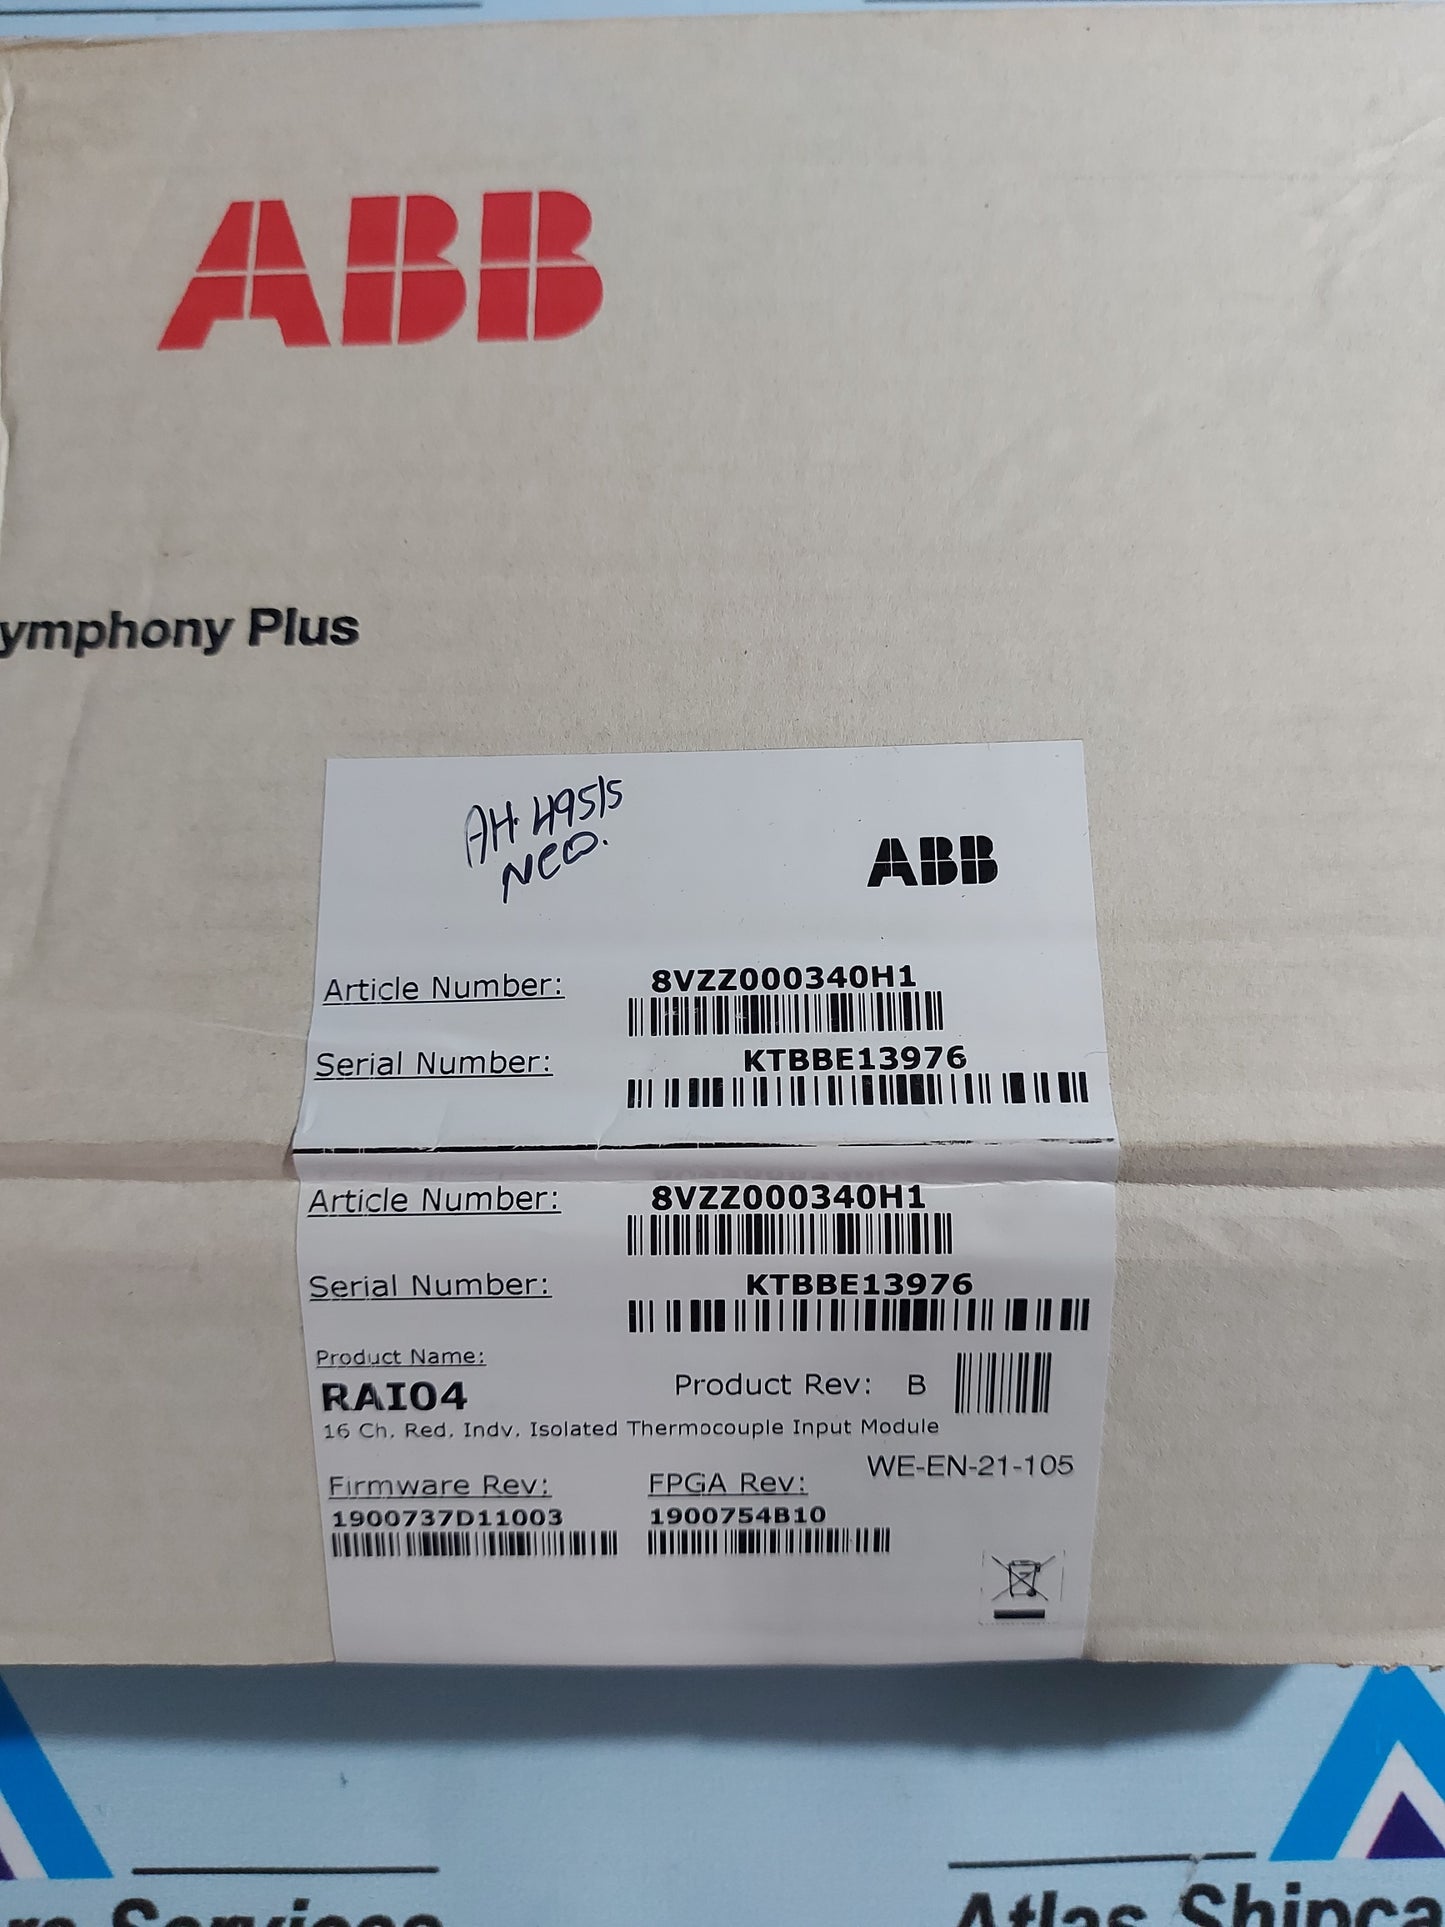 ABB
ymphony Plus
AH 49515
NEO.
ABB
Article Number: 8VZZ000340H1
Serial Number: KTBBE13976
Article Number: 8VZZ000340H1
Serial Number: KTBBE13976
Product Name:
RAI04
Product Rev: B
16 Ch. Red. Indv. Isolated Thermocouple Input Module
WE-EN-21-105
Firmware Rev: FPGA Rev:
1900737D11003 1900754B10
Services
Atlas Shipca